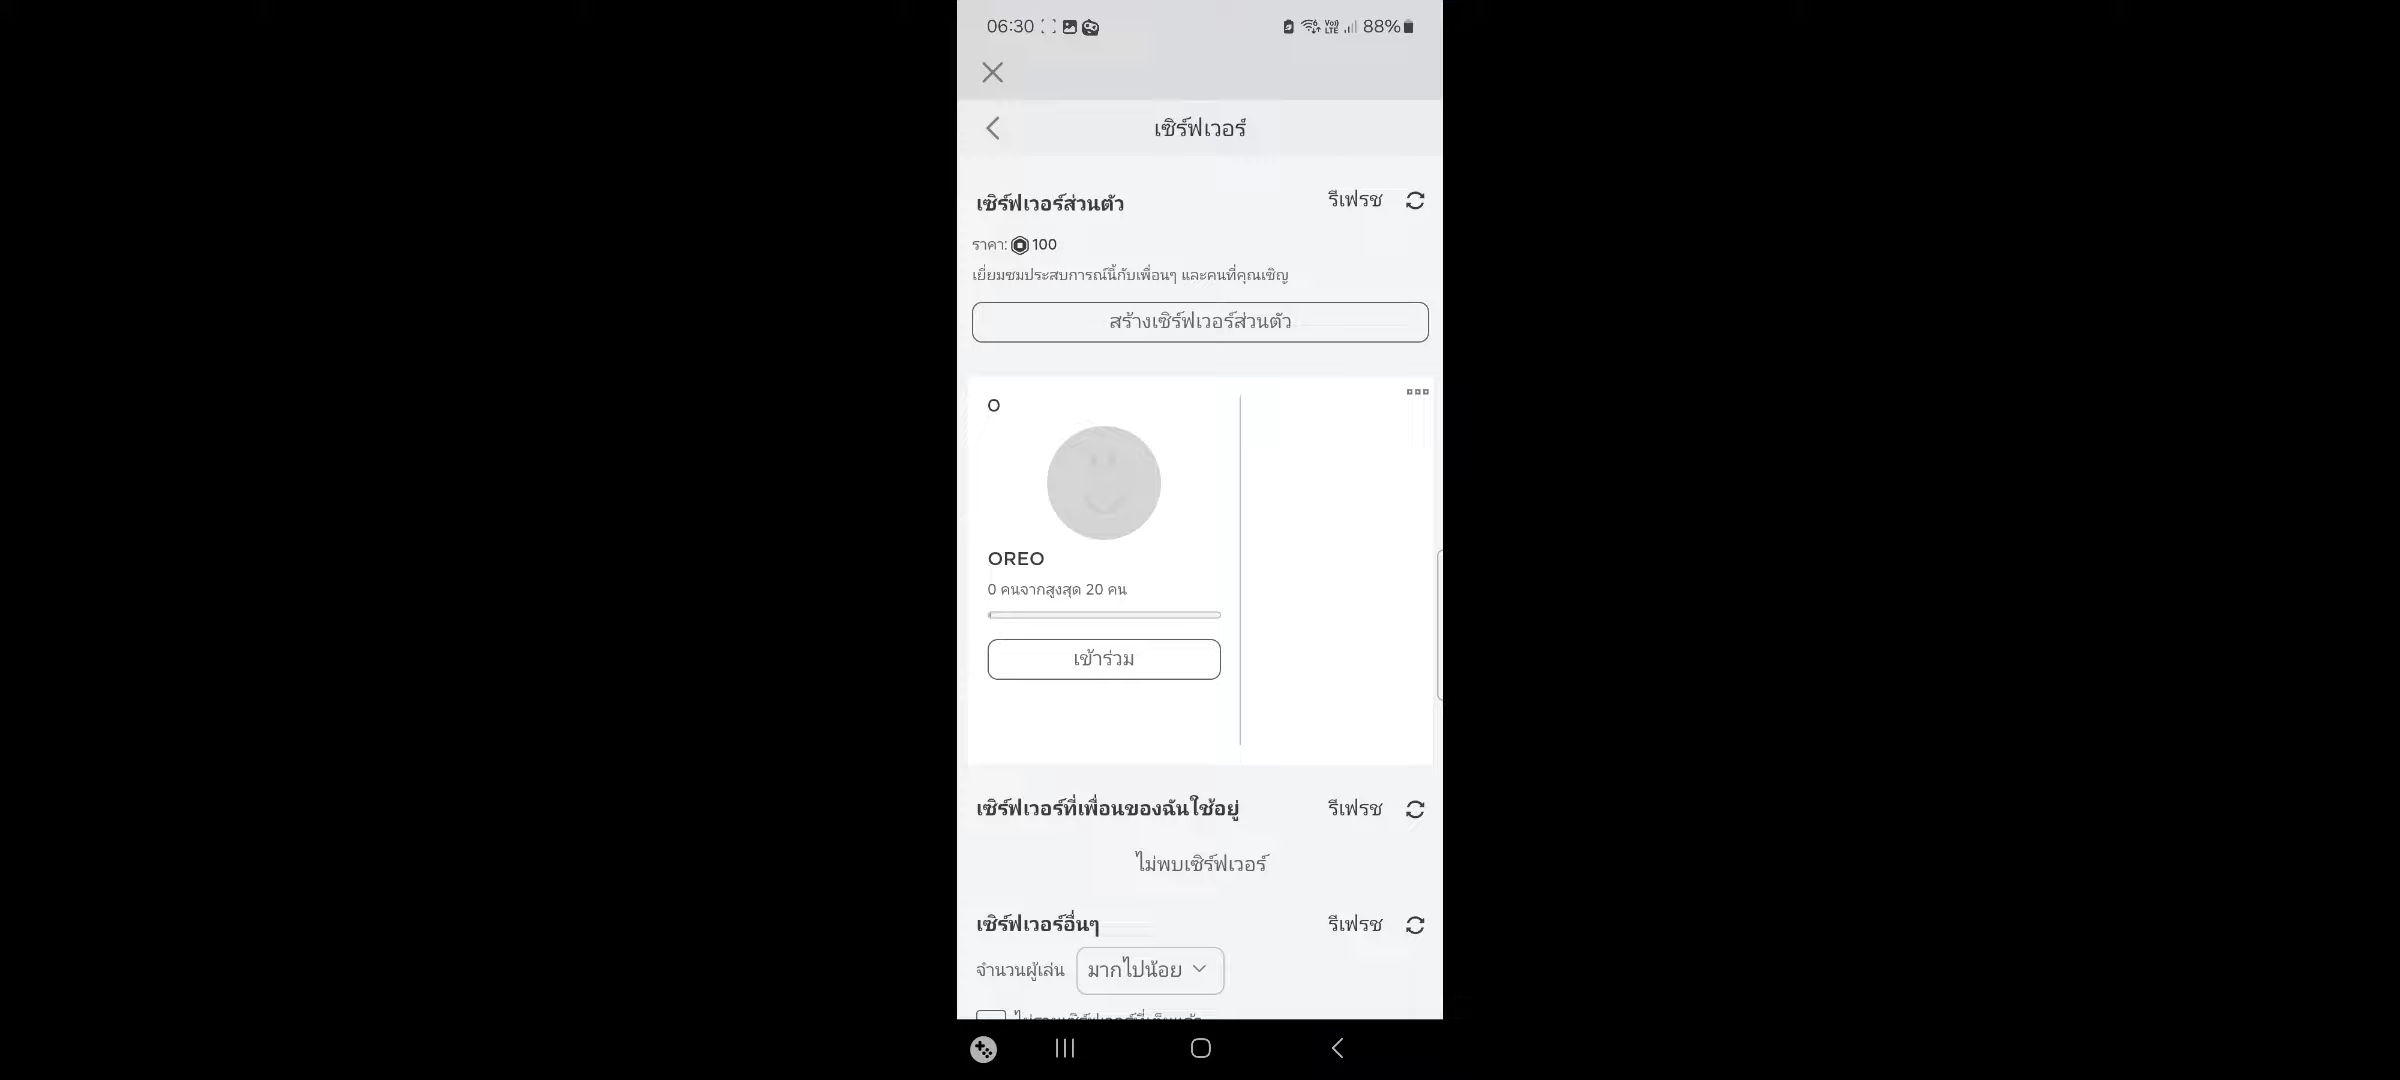 06:30
88%
เซิร์ฟเวอร์
เซิร์ฟเวอร์ส่วนตัว
รีเฟรช
ราคา: 100
เยี่ยมชมประสบการณ์นี้กับเพื่อนๆ และคนที่คุณเชิญ
สร้างเซิร์ฟเวอร์ส่วนตัว
O
OREO
0 คนจากสูงสุด 20 คน
เข้าร่วม
เซิร์ฟเวอร์ที่เพื่อนของฉันใช้อยู่
รีเฟรช
ไม่พบเซิร์ฟเวอร์
เซิร์ฟเวอร์อื่นๆ
รีเฟรช
จำนวนผู้เล่น
มากไปน้อย